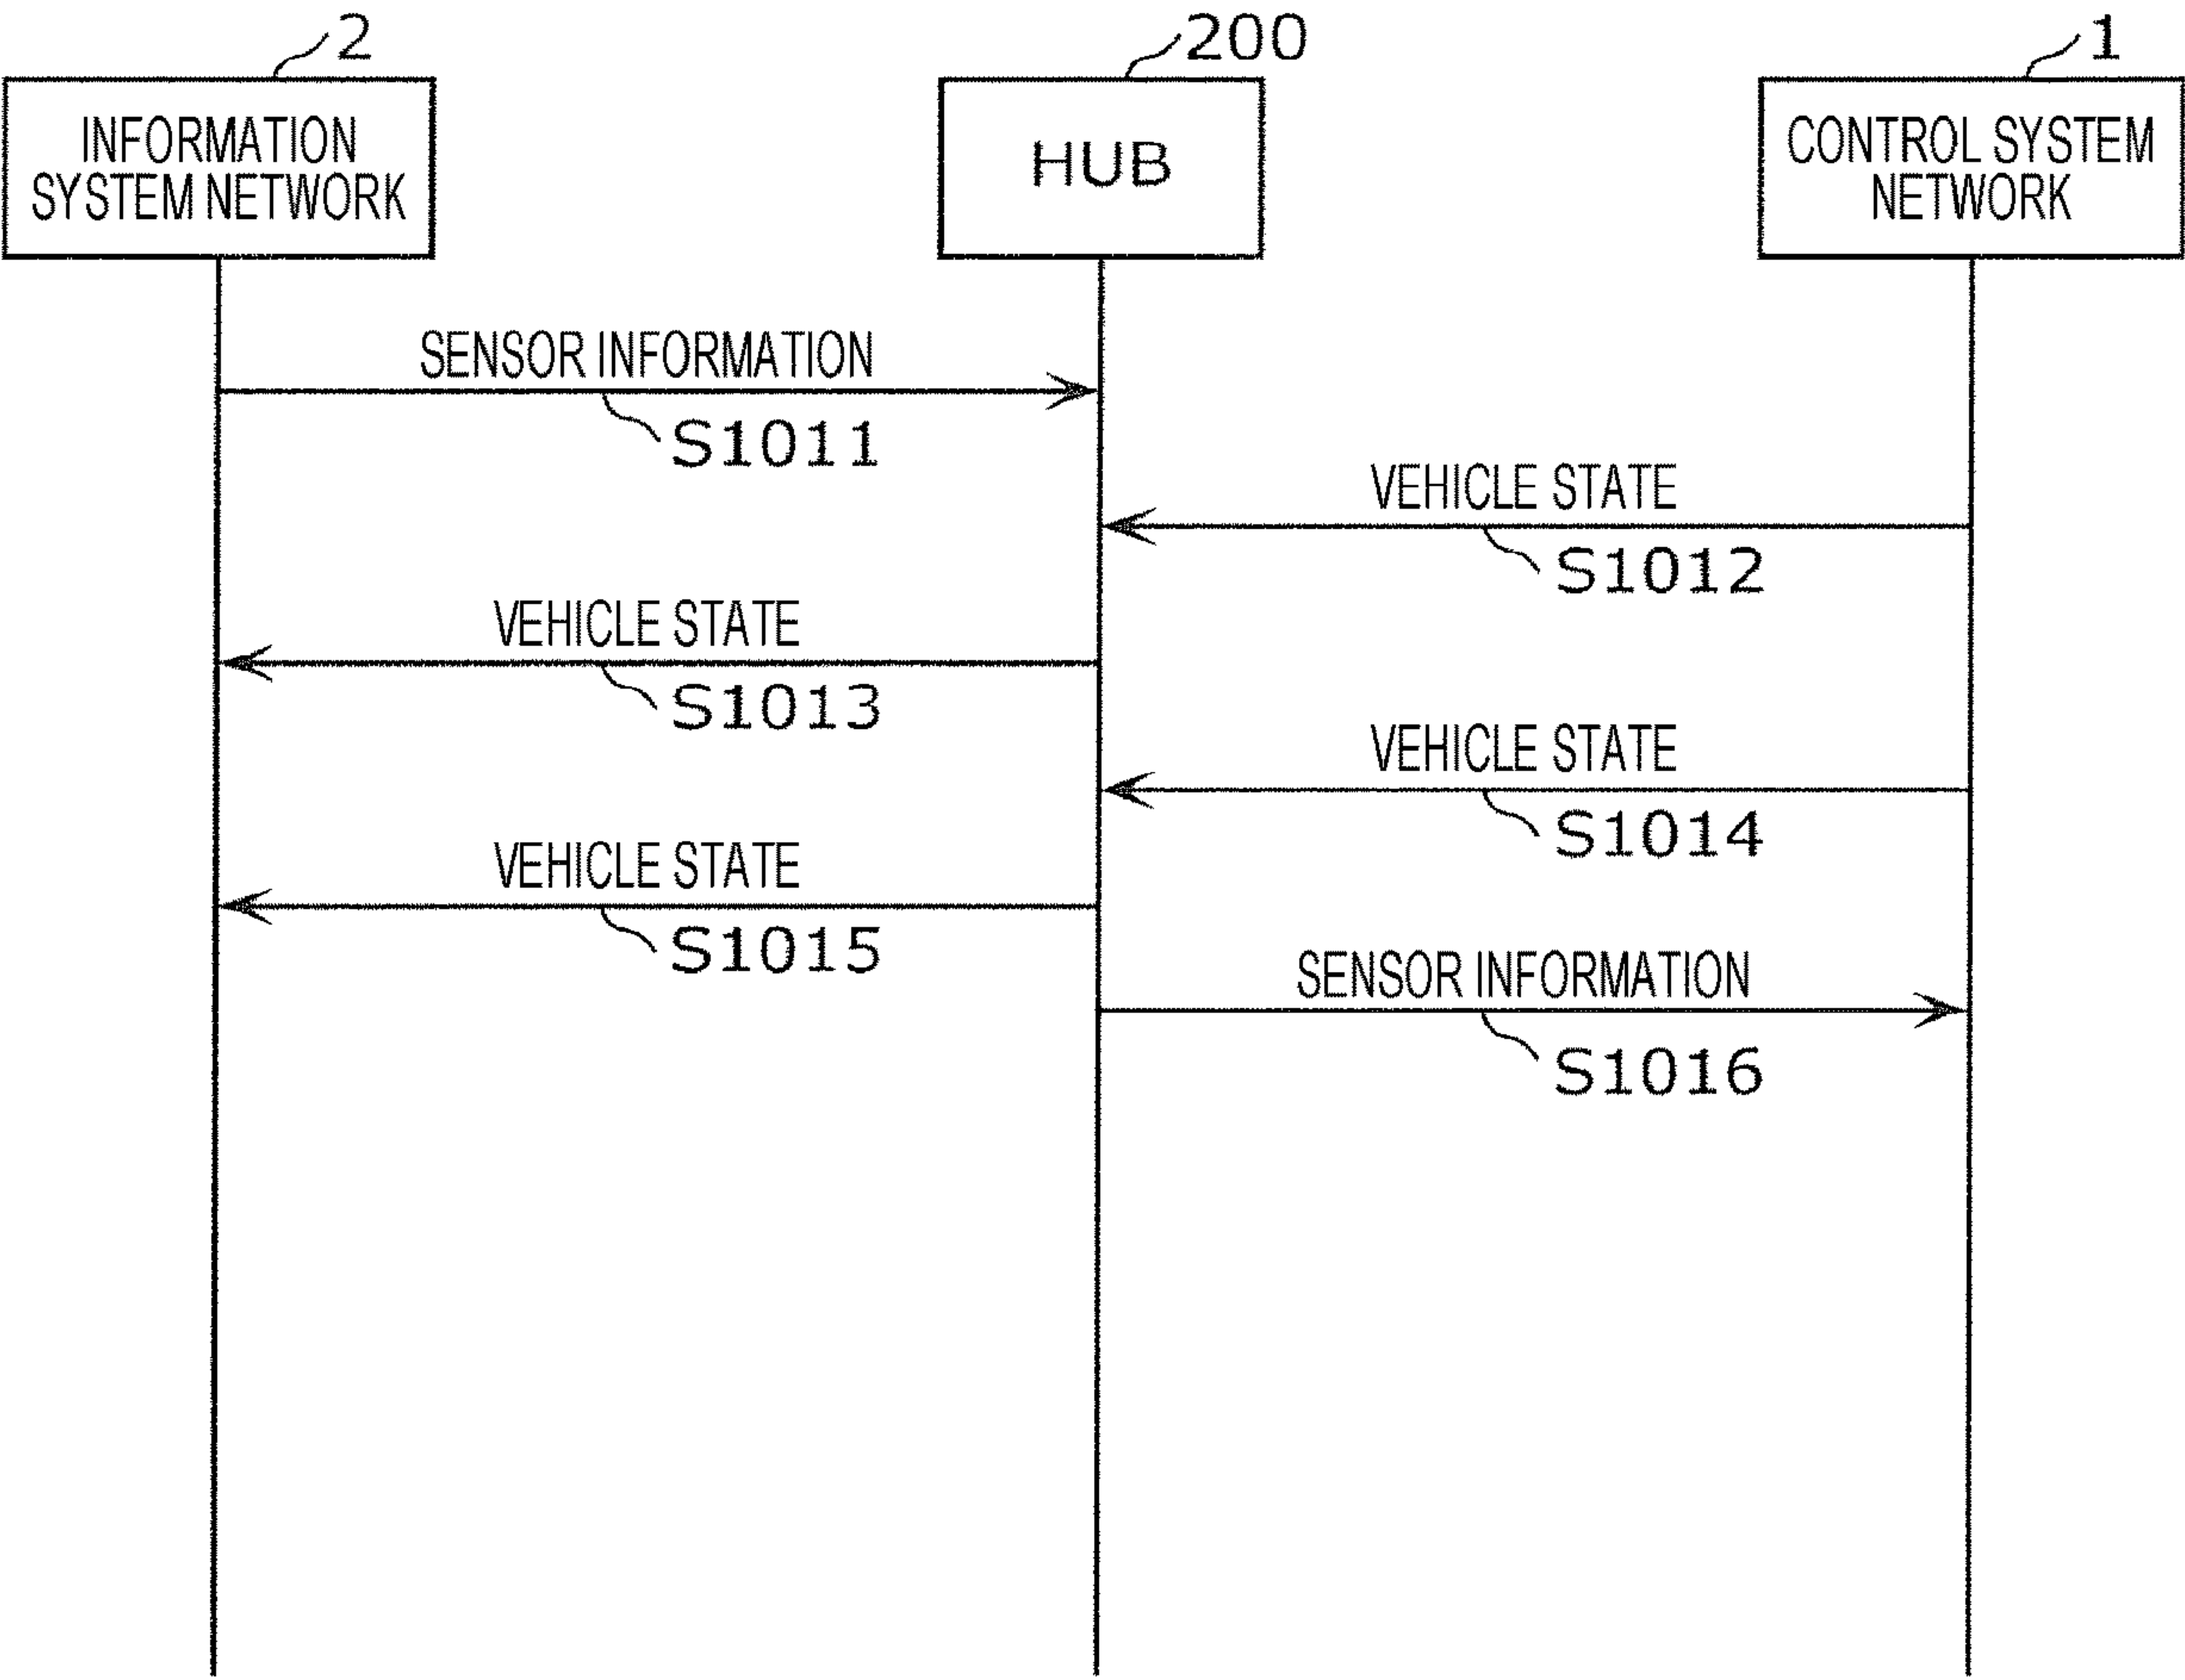 2
200
1
INFORMATION
SYSTEM NETWORK
HUB
CONTROL SYSTEM
NETWORK
SENSOR INFORMATION
S1011
VEHICLE STATE
S1012
VEHICLE STATE
S1013
VEHICLE STATE
S1014
VEHICLE STATE
S1015
SENSOR INFORMATION
S1016